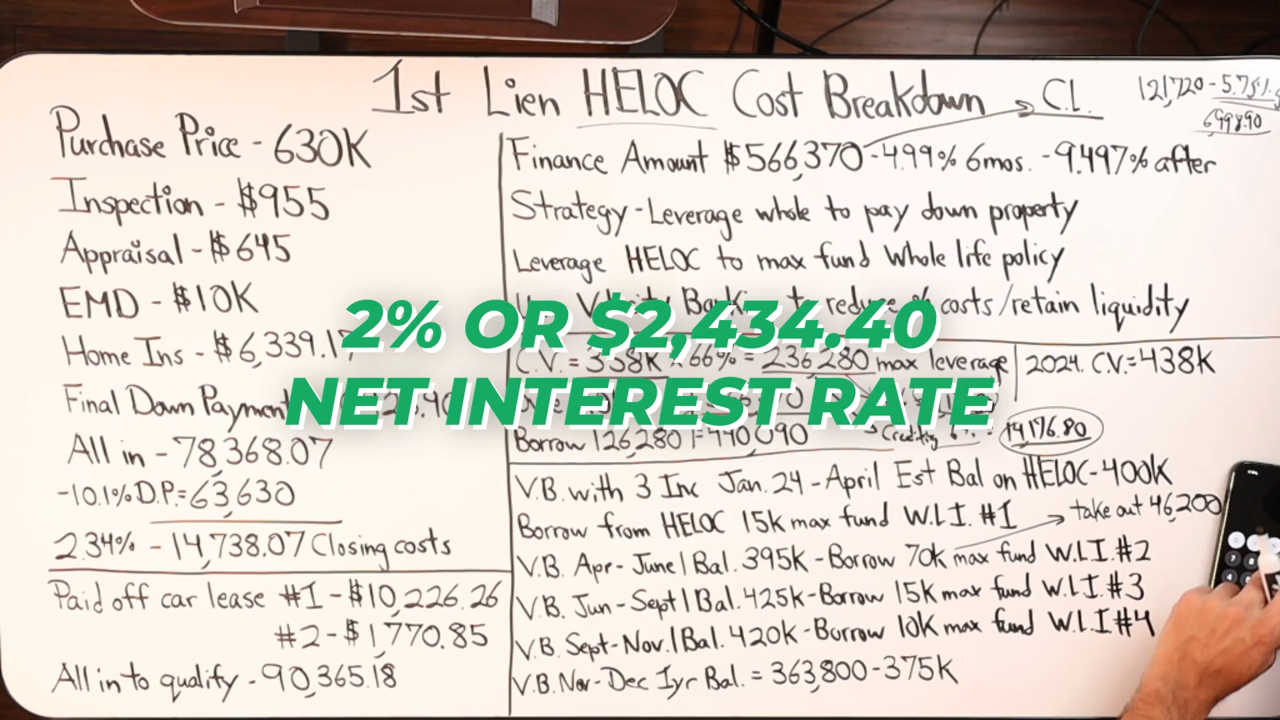 1st Lien HELOC Cost Breakdown
C.I.
121,720 - 5.75%
6,998.90
Purchase Price - 630K
Inspection - $955
Appraisal - $645
EMD - $10K
Home Ins - $6,339.17
Final Down Payment
All in - 78,368.07
-10.1% D.P. = 63,630
2.34% - 14,738.07 Closing costs
Paid off car lease #1 - $10,226.26
#2 - $1,770.85
All in to qualify - 90,365.18
Finance Amount $566,370 - 4.99% 6mos. - 9.497% after
Strategy - Leverage whole to pay down property
Leverage HELOC to max fund Whole life policy
to reduce % costs/retain liquidity
2% OR $2,434.40
NET INTEREST RATE
C.V. = 358K × 66% = 236,280 max leverage
2024. C.V. = 438K
Borrow 126,280 = 440,090
14,176.80
V.B. with 3 Inc Jan. 24 - April Est Bal on HELOC - 400K
Borrow from HELOC 15K max fund W.L.I. #1
take out 46,200
V.B. Apr - June | Bal. 395K - Borrow 70K max fund W.L.I. #2
V.B. Jun - Sept | Bal. 425K - Borrow 15K max fund W.L.I. #3
V.B. Sept - Nov. | Bal. 420K - Borrow 10K max fund W.L.I #4
V.B. Nov - Dec 1yr Bal. = 363,800 - 375K